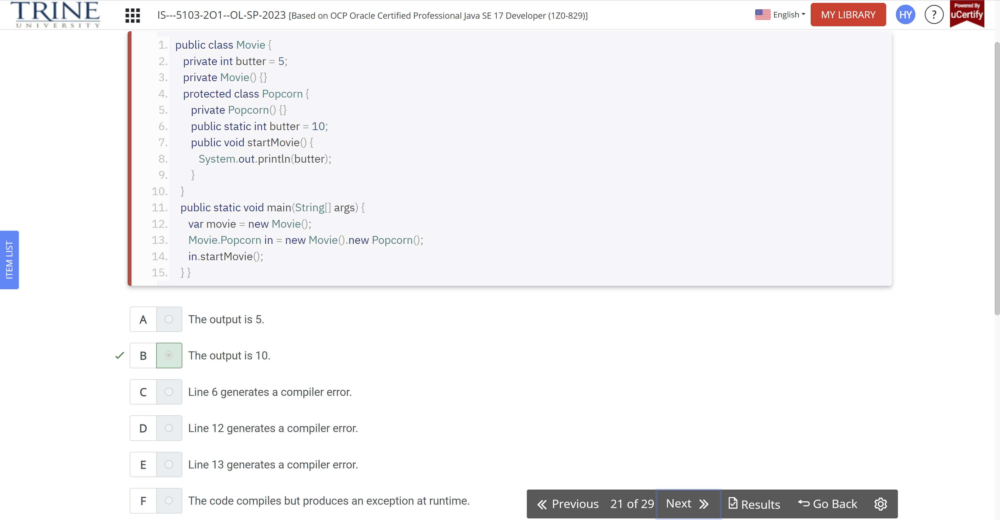 TRINE
UNIVERSITY
IS---5103-2O1--OL-SP-2023 [Based on OCP Oracle Certified Professional Java SE 17 Developer (1Z0-829)]
English
MY LIBRARY
HY
?
Powered By
uCertify
1. public class Movie {
2. private int butter = 5;
3. private Movie() {}
4. protected class Popcorn {
5. private Popcorn() {}
6. public static int butter = 10;
7. public void startMovie() {
8. System.out.println(butter);
9. }
10. }
11. public static void main(String[] args) {
12. var movie = new Movie();
13. Movie.Popcorn in = new Movie().new Popcorn();
14. in.startMovie();
15. } }
ITEM LIST
A The output is 5.
B The output is 10.
C Line 6 generates a compiler error.
D Line 12 generates a compiler error.
E Line 13 generates a compiler error.
F The code compiles but produces an exception at runtime.
Previous 21 of 29 Next Results Go Back